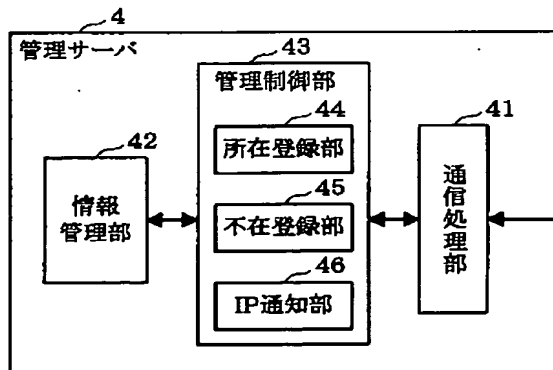 4
管理サーバ
43
管理制御部
44
所在登録部
42
情報
管理部
45
不在登録部
46
IP通知部
41
通信処理部